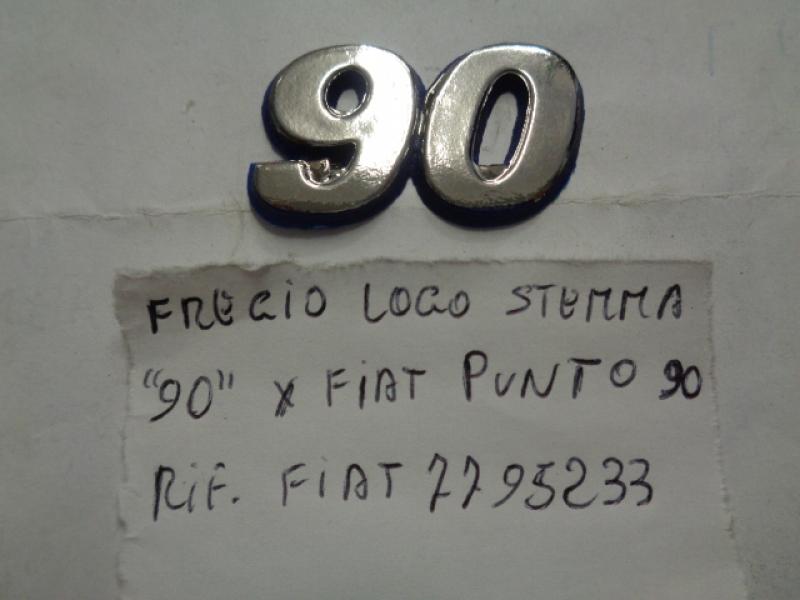 90
FREGIO LOGO STEMMA
"90" x FIAT PUNTO 90
RIF. FIAT 7795233